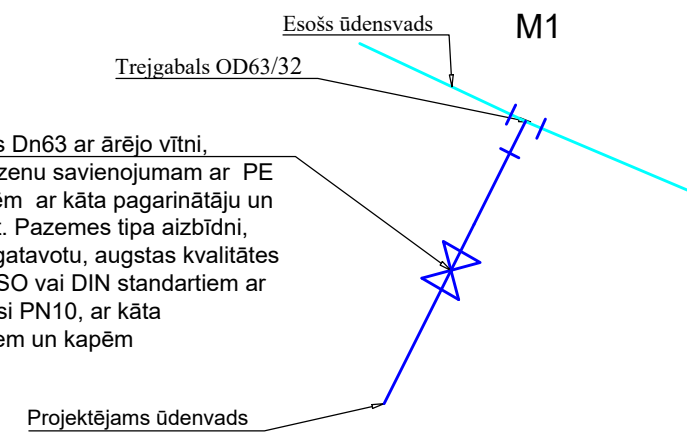 Esošs ūdensvads
M1
Trejgabals OD63/32
s Dn63 ar ārējo vītni,
zenu savienojumam ar PE
ēm ar kāta pagarinātāju un
t. Pazemes tipa aizbīdni,
gatavotu, augstas kvalitātes
SO vai DIN standartiem ar
si PN10, ar kāta
em un kapēm
Projektējams ūdenvads